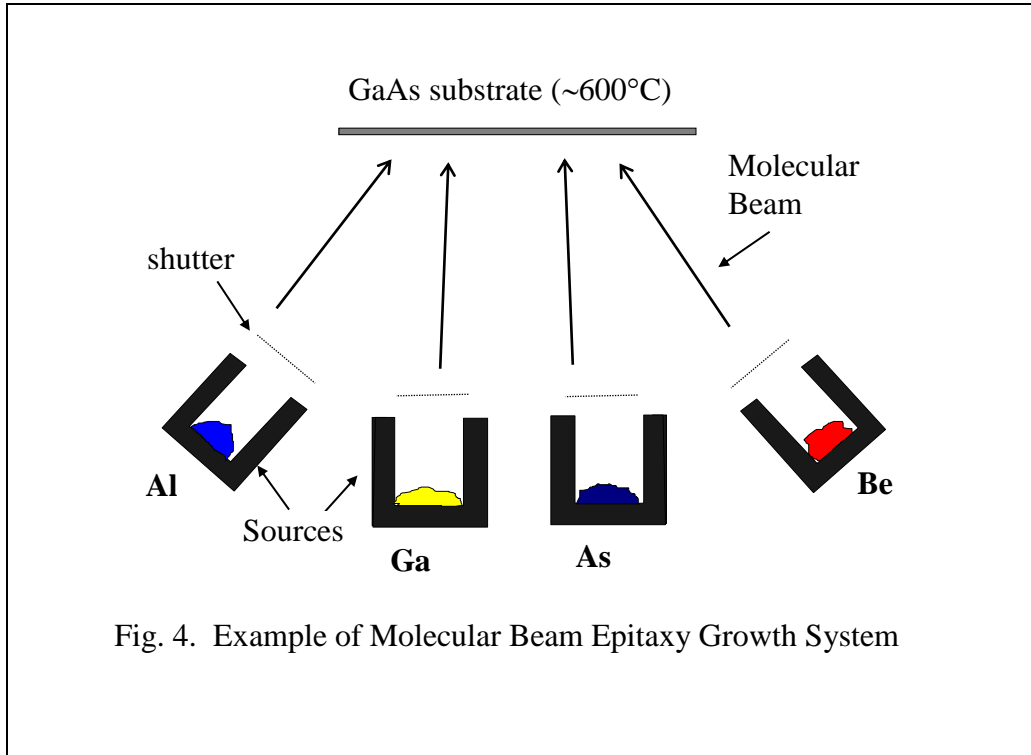 GaAs substrate (~600°C)
Molecular
Beam
shutter
Al
Be
Sources
Ga
As
Fig. 4.  Example of Molecular Beam Epitaxy Growth System